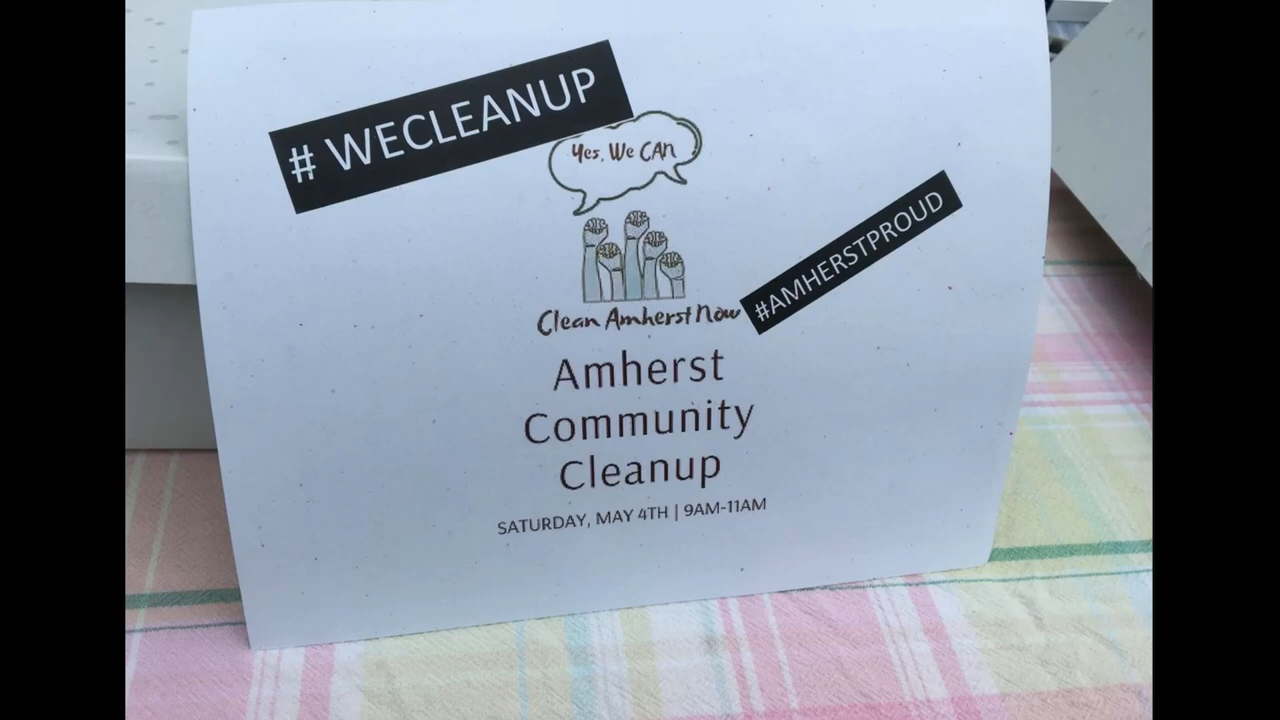 # WECLEANUP
Yes, We CAn
#AMHERSTPROUD
Clean Amherst Now
Amherst
Community
Cleanup
SATURDAY, MAY 4TH | 9AM-11AM